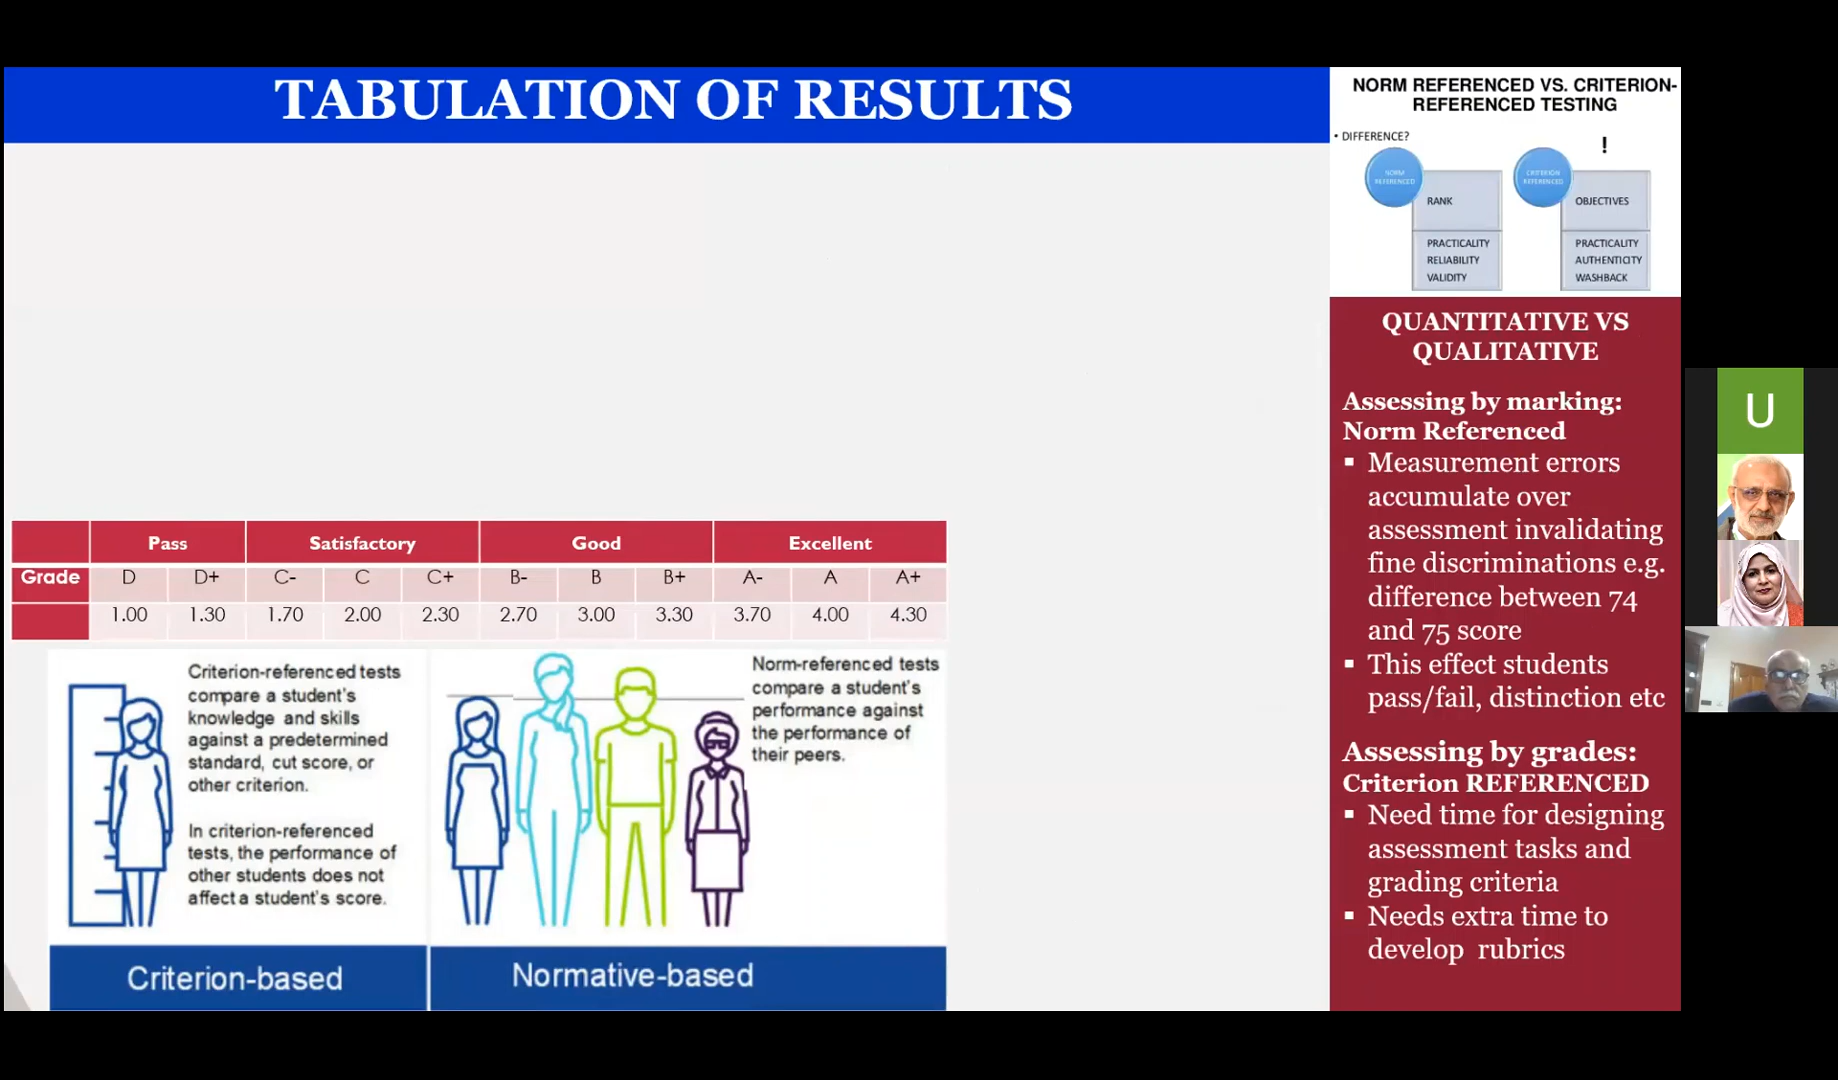 TABULATION OF RESULTS
Pass Satisfactory Good Excellent
Grade D D+ C- C C+ B- B B+ A- A A+
1.00 1.30 1.70 2.00 2.30 2.70 3.00 3.30 3.70 4.00 4.30
Criterion-referenced tests
compare a student's
knowledge and skills
against a predetermined
standard, cut score, or
other criterion.
In criterion-referenced
tests, the performance of
other students does not
affect a student's score.
Criterion-based
Norm-referenced tests
compare a student's
performance against
the performance of
their peers.
Normative-based
NORM REFERENCED VS. CRITERION-
REFERENCED TESTING
• DIFFERENCE?
!
NORM
REFERENCED
RANK
PRACTICALITY
RELIABILITY
VALIDITY
CRITERION
REFERENCED
OBJECTIVES
PRACTICALITY
AUTHENTICITY
WASHBACK
QUANTITATIVE VS
QUALITATIVE
Assessing by marking:
Norm Referenced
▪ Measurement errors
accumulate over
assessment invalidating
fine discriminations e.g.
difference between 74
and 75 score
▪ This effect students
pass/fail, distinction etc
Assessing by grades:
Criterion REFERENCED
▪ Need time for designing
assessment tasks and
grading criteria
▪ Needs extra time to
develop rubrics
U